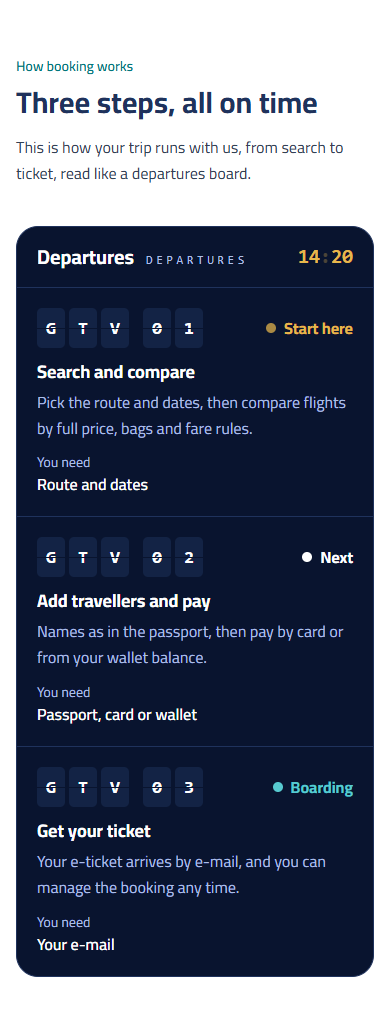 How booking works
Three steps, all on time
This is how your trip runs with us, from search to
ticket, read like a departures board.
Departures DEPARTURES 14:20
G T V 0 1 Start here
Search and compare
Pick the route and dates, then compare flights
by full price, bags and fare rules.
You need
Route and dates
G T V 0 2 Next
Add travellers and pay
Names as in the passport, then pay by card or
from your wallet balance.
You need
Passport, card or wallet
G T V 0 3 Boarding
Get your ticket
Your e-ticket arrives by e-mail, and you can
manage the booking any time.
You need
Your e-mail